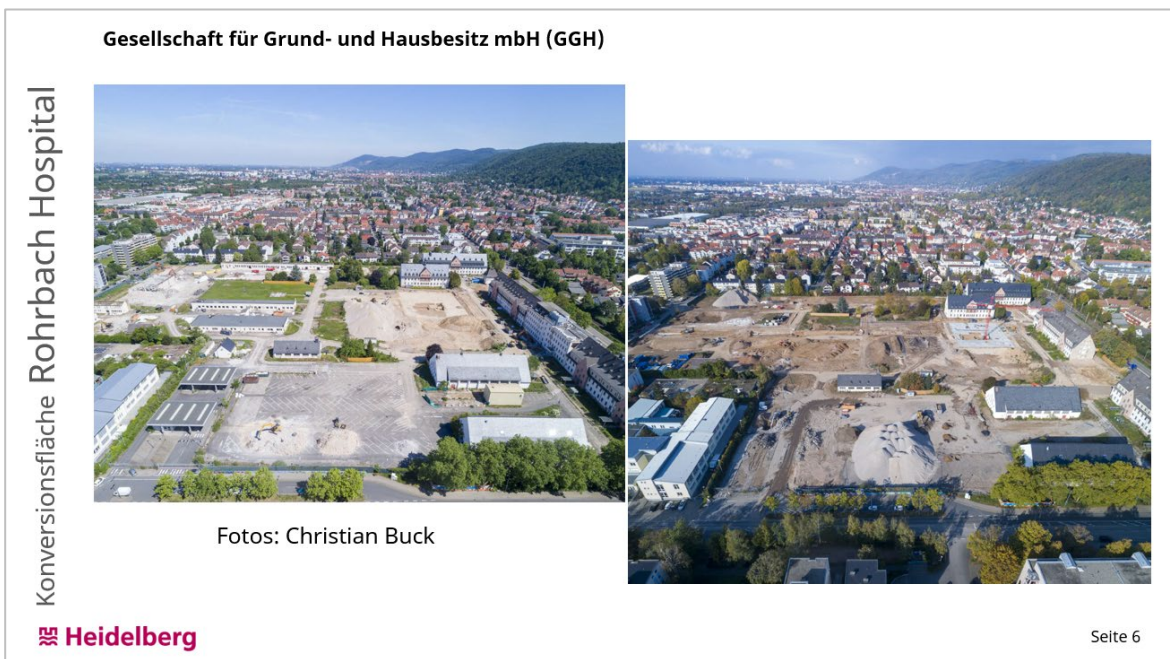 Gesellschaft für Grund- und Hausbesitz mbH (GGH)
Konversionsfläche Rohrbach Hospital
Fotos: Christian Buck
Heidelberg
Seite 6